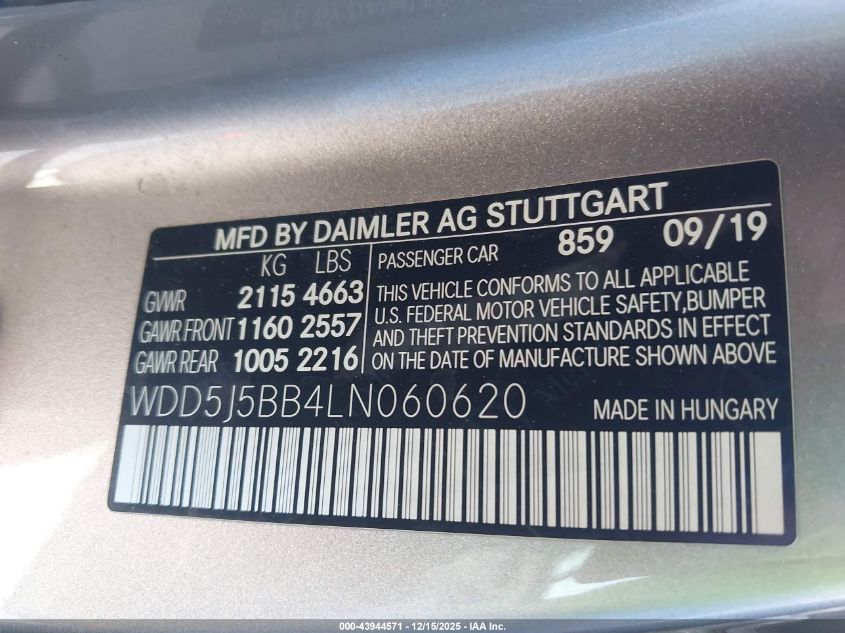 MFD BY DAIMLER AG STUTTGART
KG LBS
GVWR 2115 4663
GAWR FRONT 1160 2557
GAWR REAR 1005 2216
PASSENGER CAR 859 09/19
THIS VEHICLE CONFORMS TO ALL APPLICABLE
U.S. FEDERAL MOTOR VEHICLE SAFETY,BUMPER
AND THEFT PREVENTION STANDARDS IN EFFECT
ON THE DATE OF MANUFACTURE SHOWN ABOVE
WDD5J5BB4LN060620 MADE IN HUNGARY
000-43944571 - 12/15/2025 - IAA Inc.